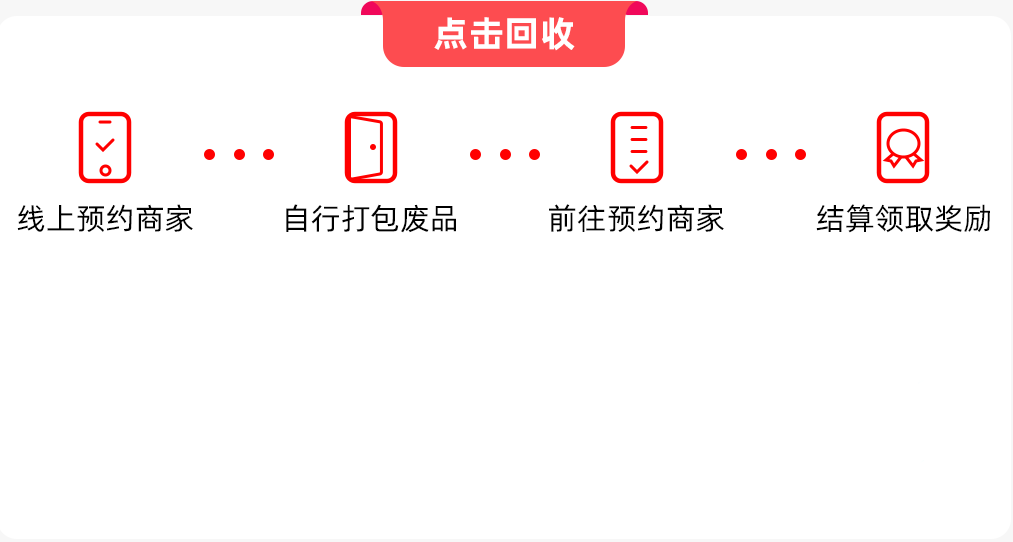 点击回收
线上预约商家
自行打包废品
前往预约商家
结算领取奖励